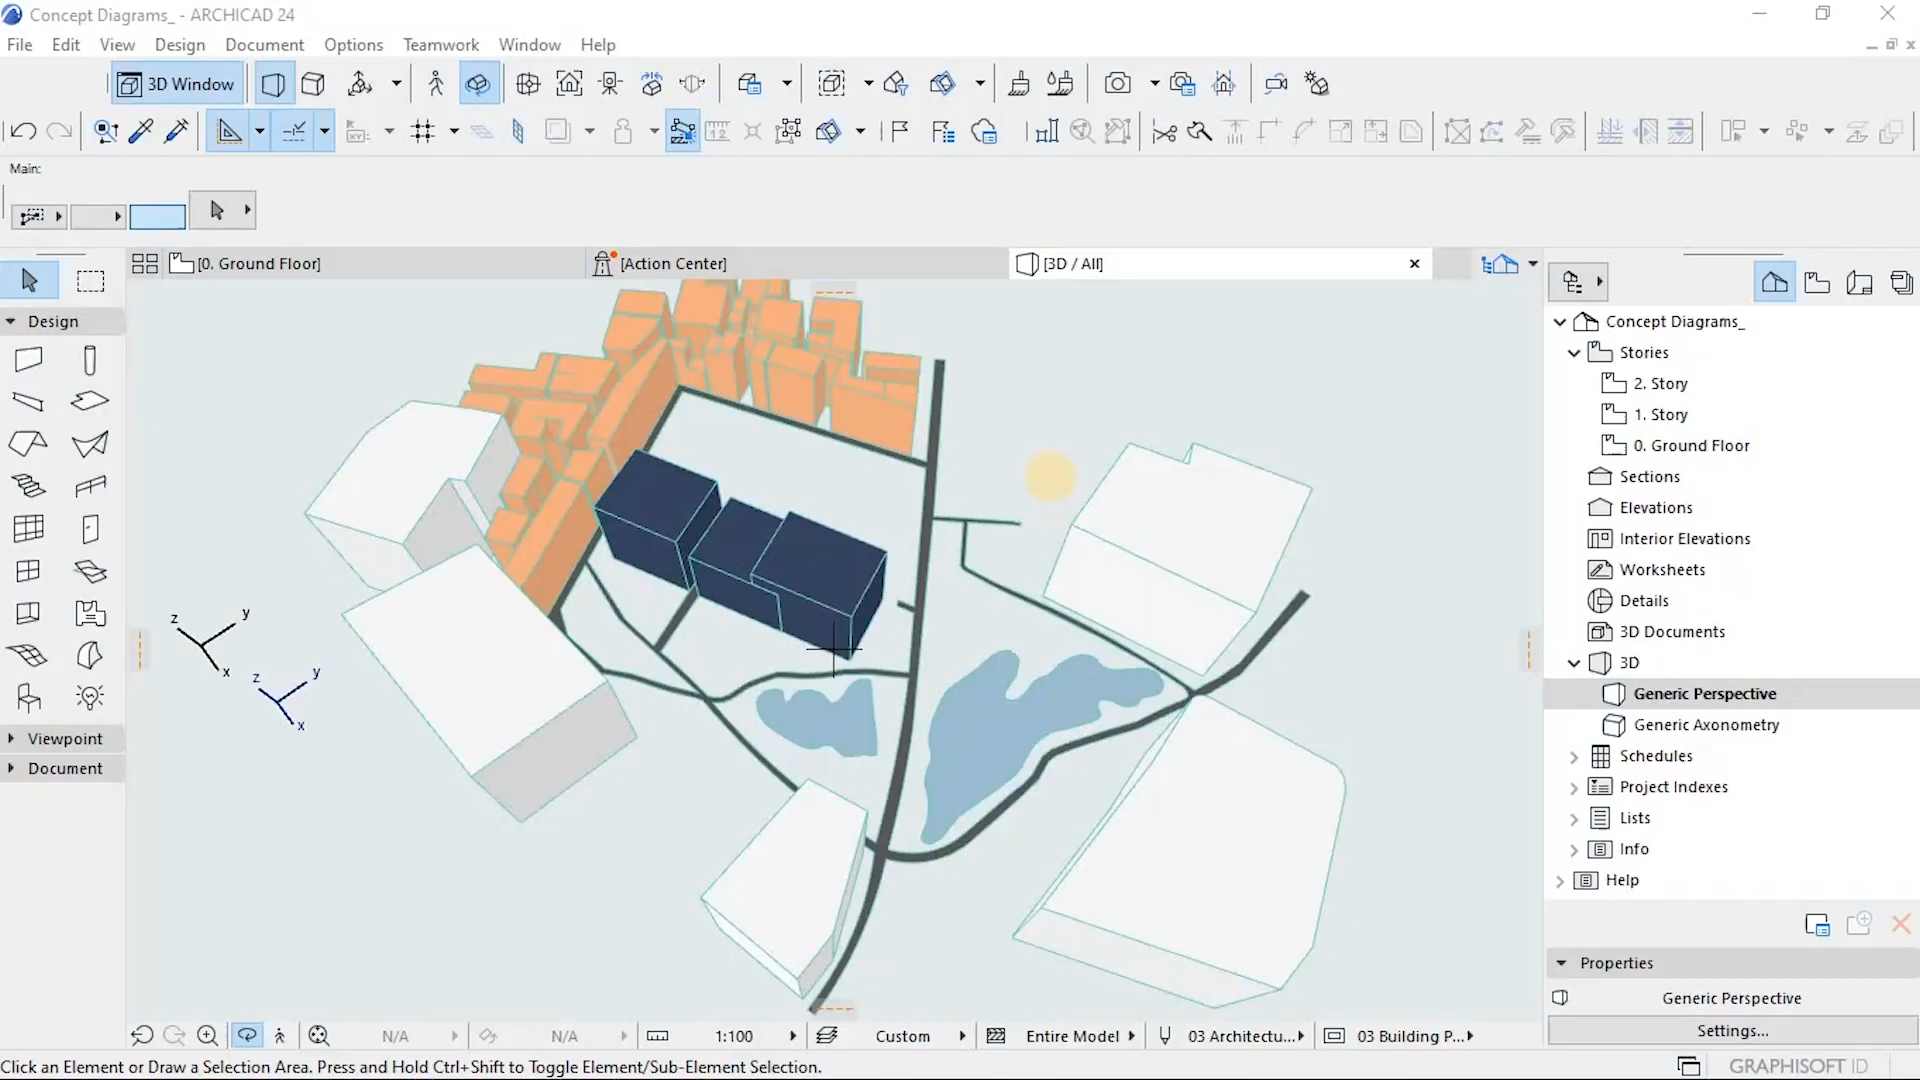 Concept Diagrams_ - ARCHICAD 24
File Edit View Design Document Options Teamwork Window Help
3D Window
Main:
[0. Ground Floor]
[Action Center]
[3D / All]
Design
Viewpoint
Document
z y x
z y x
Concept Diagrams_
Stories
2. Story
1. Story
0. Ground Floor
Sections
Elevations
Interior Elevations
Worksheets
Details
3D Documents
3D
Generic Perspective
Generic Axonometry
Schedules
Project Indexes
Lists
Info
Help
Properties
Generic Perspective
Settings...
N/A N/A 1:100 Custom Entire Model 03 Architectu... 03 Building P...
Click an Element or Draw a Selection Area. Press and Hold Ctrl+Shift to Toggle Element/Sub-Element Selection.
GRAPHISOFT ID